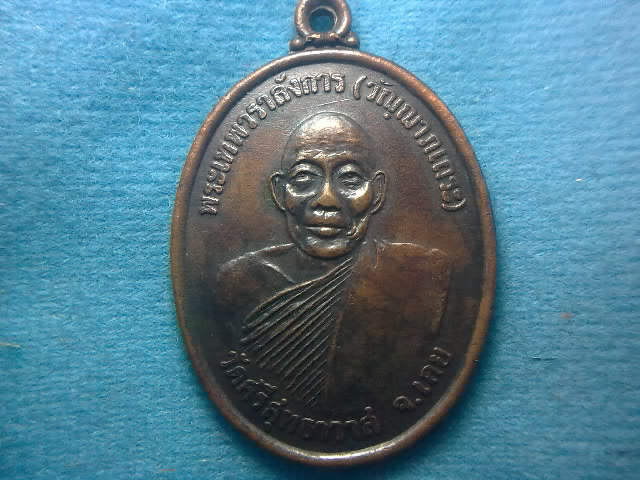 พระเทพวราลังการ (วัณฺณาภเถระ)
วัดศรีสุทธาวาส จ.เลย